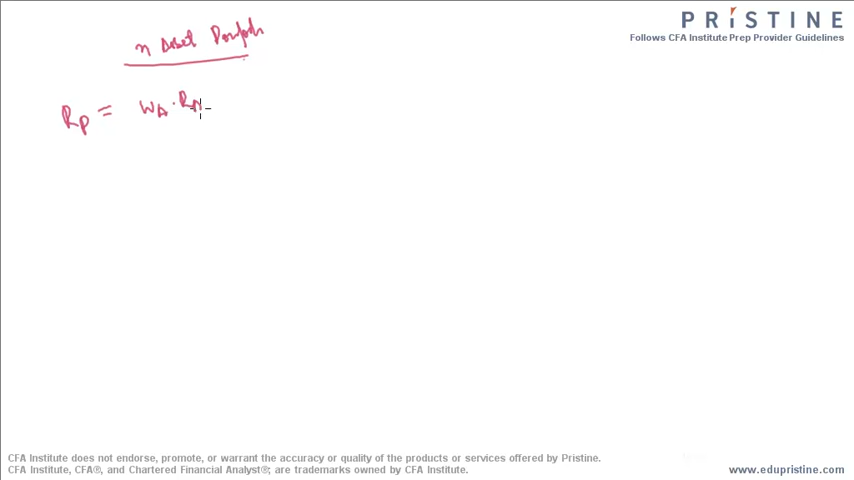 PRISTINE
Follows CFA Institute Prep Provider Guidelines
n Asset
Rp = WA · RA
CFA Institute does not endorse, promote, or warrant the accuracy or quality of the products or services offered by Pristine.
CFA Institute, CFA®, and Chartered Financial Analyst®; are trademarks owned by CFA Institute.
www.edupristine.com